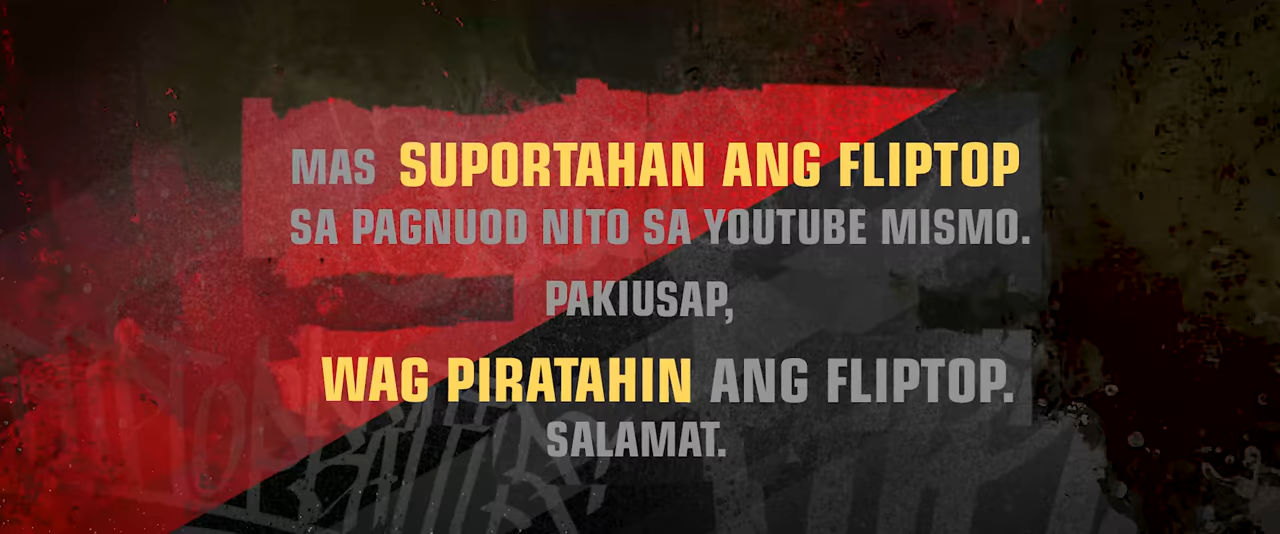 MAS SUPORTAHAN ANG FLIPTOP
SA PAGNUOD NITO SA YOUTUBE MISMO.
PAKIUSAP,
WAG PIRATAHIN ANG FLIPTOP.
SALAMAT.